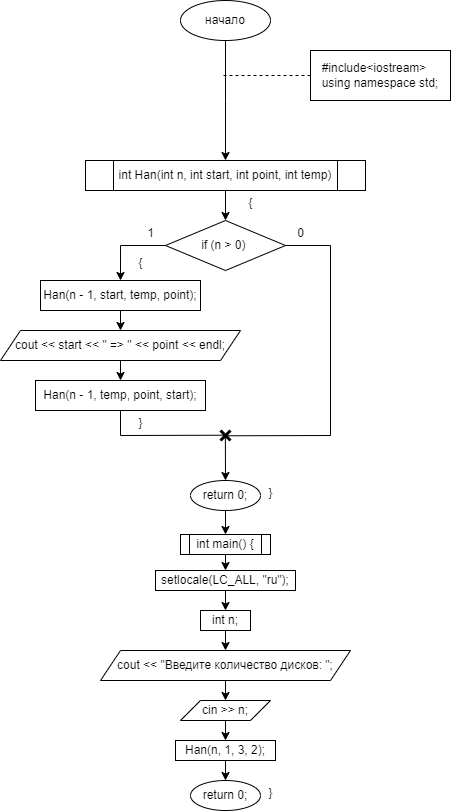 начало
#include<iostream>
using namespace std;
int Han(int n, int start, int point, int temp)
{
if (n > 0)
1
0
{
Han(n - 1, start, temp, point);
cout << start << " => " << point << endl;
Han(n - 1, temp, point, start);
}
return 0;
}
int main() {
setlocale(LC_ALL, "ru");
int n;
cout << "Введите количество дисков: ";
cin >> n;
Han(n, 1, 3, 2);
return 0;
}